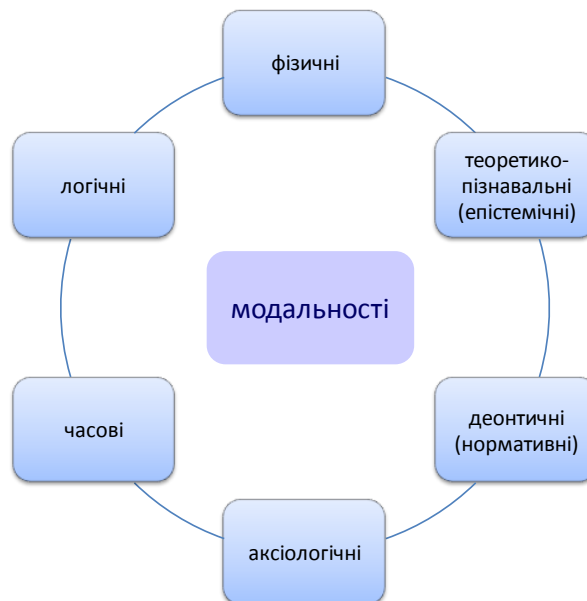 фізичні
логічні
теоретико-
пізнавальні
(епістемічні)
модальності
часові
деонтичні
(нормативні)
аксіологічні